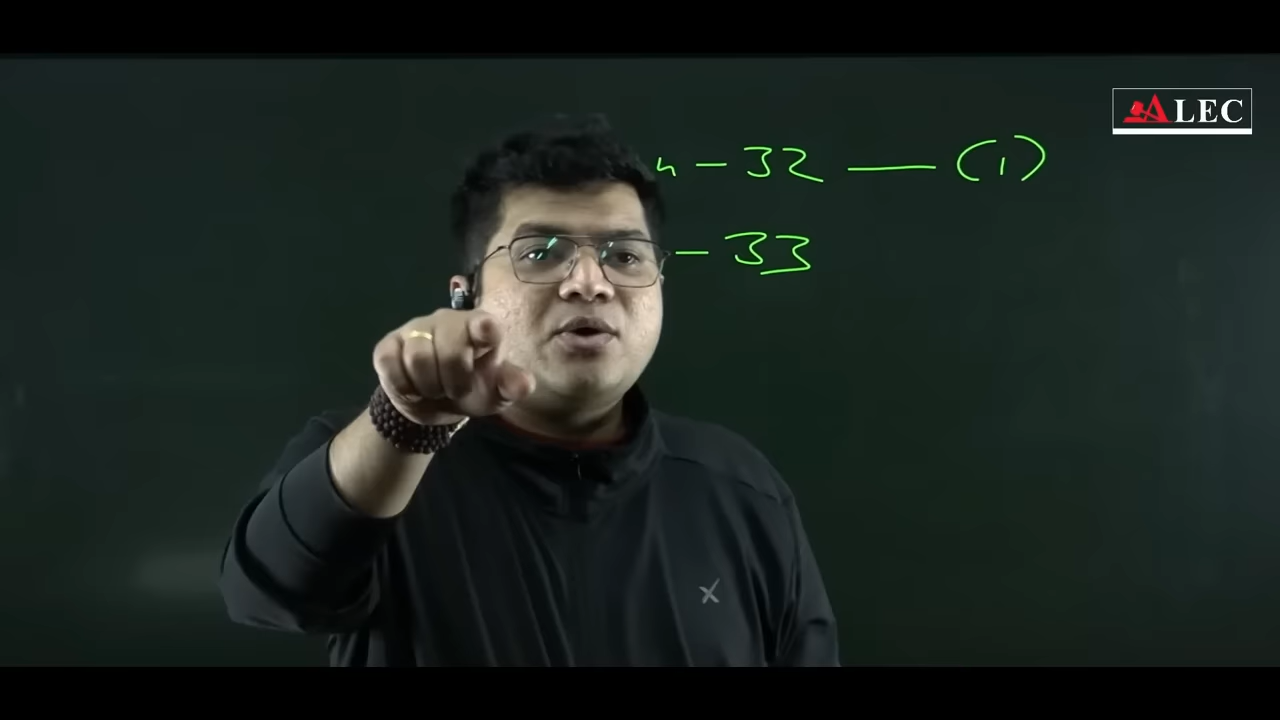 ALEC
- 32 — (1)
- 33